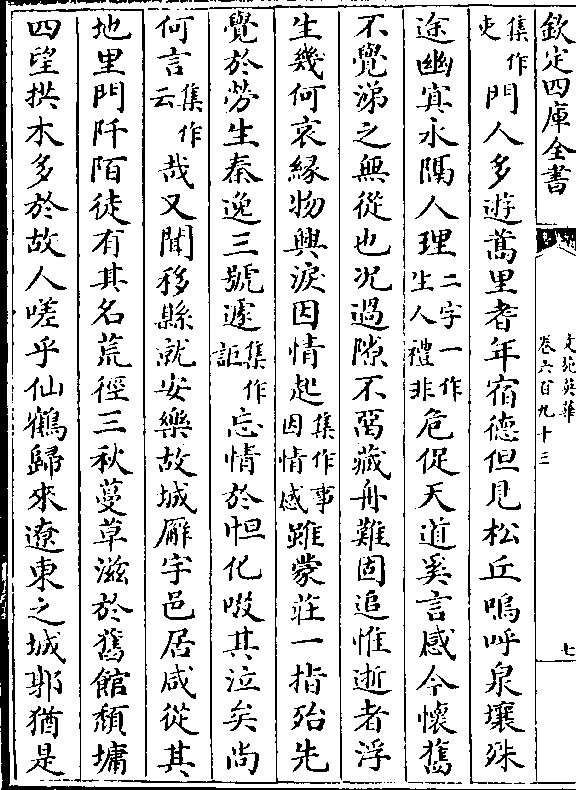 欽定四庫全書
文苑英華
卷六百九十三
七
集作吏門人多遊蒿里耆年宿德但見松丘嗚呼泉壤殊
途幽冥永隔人理二字一作生人禮非危促天道奚言感今懷舊
不覺涕之無從也况過隙不留藏舟難固追惟逝者浮
生幾何哀緣物興淚因情起集作事因情感雖蒙莊一指殆先
覺於勞生秦逸三號遽集作詎忘情於怛化啜其泣矣尚
何言集作云哉又聞移縣就安樂故城廨宇邑居咸從其
地里門阡陌徒有其名荒徑三秋蔓草滋於舊館頹墉
四望拱木多於故人嗟乎仙鶴歸來遼東之城郭猶是